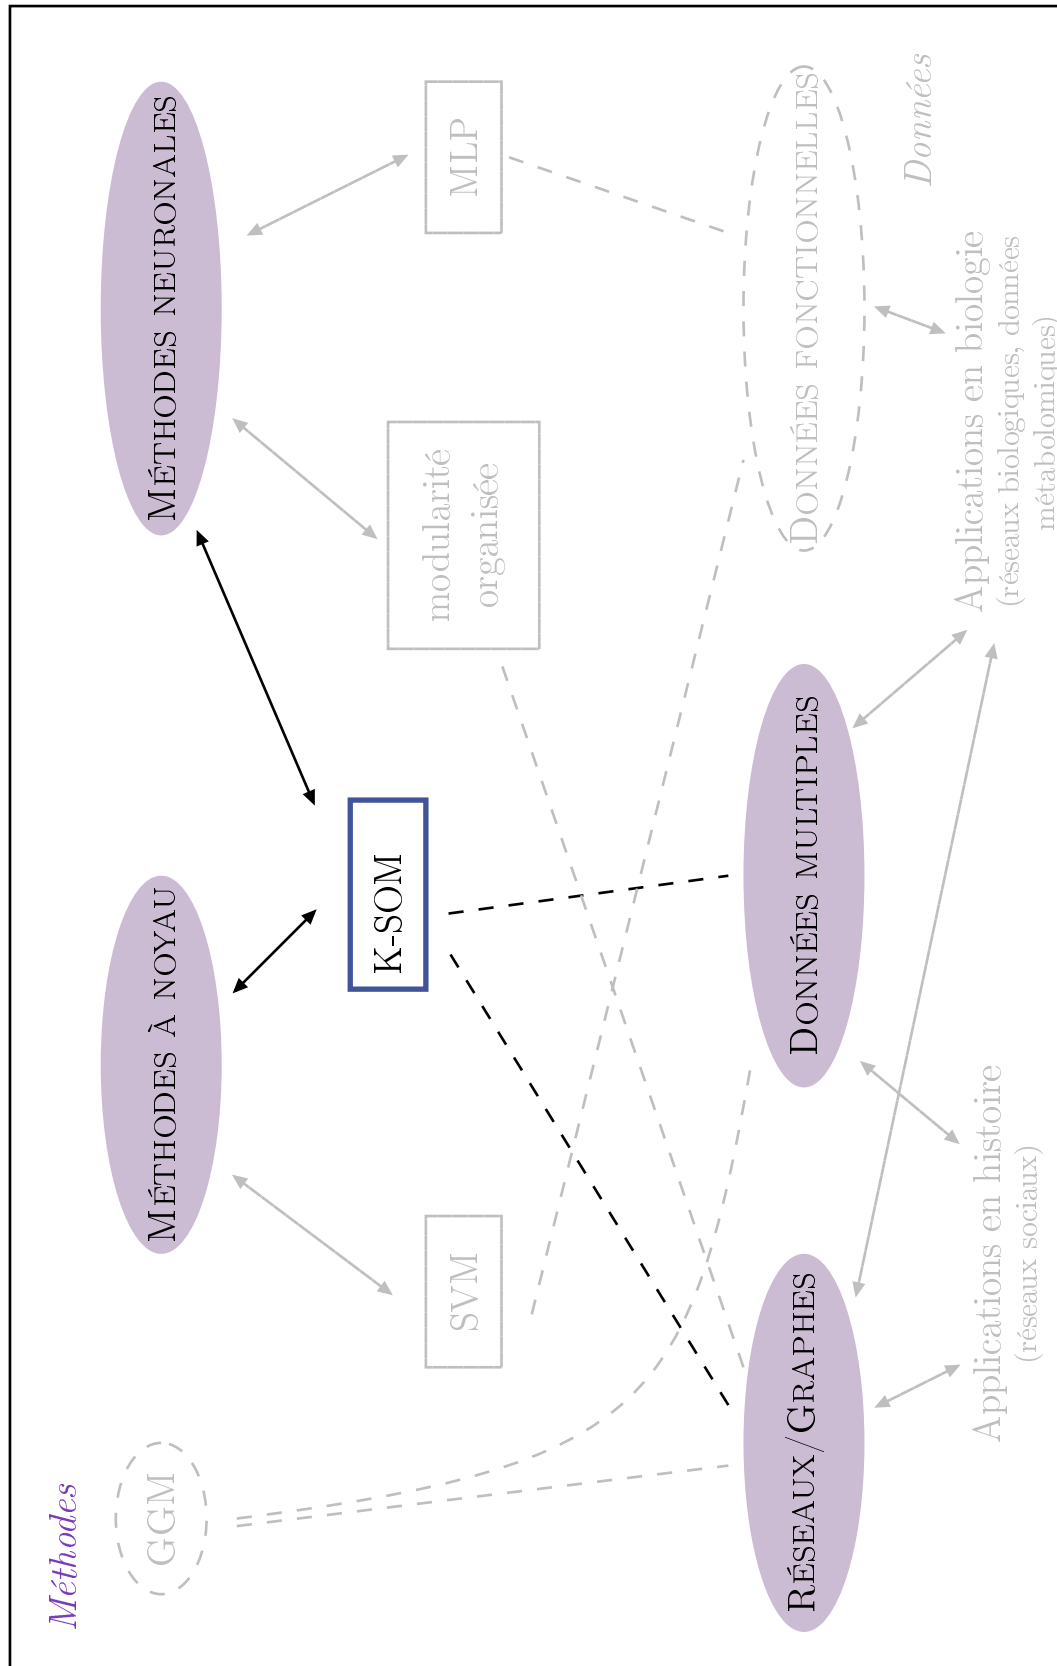 Méthodes
GGM
MÉTHODES À NOYAU
MÉTHODES NEURONALES
SVM
K-SOM
modularité
organisée
MLP
RÉSEAUX/GRAPHES
DONNÉES MULTIPLES
DONNÉES FONCTIONNELLES
Données
Applications en histoire
(réseaux sociaux)
Applications en biologie
(réseaux biologiques, données
métabolomiques)